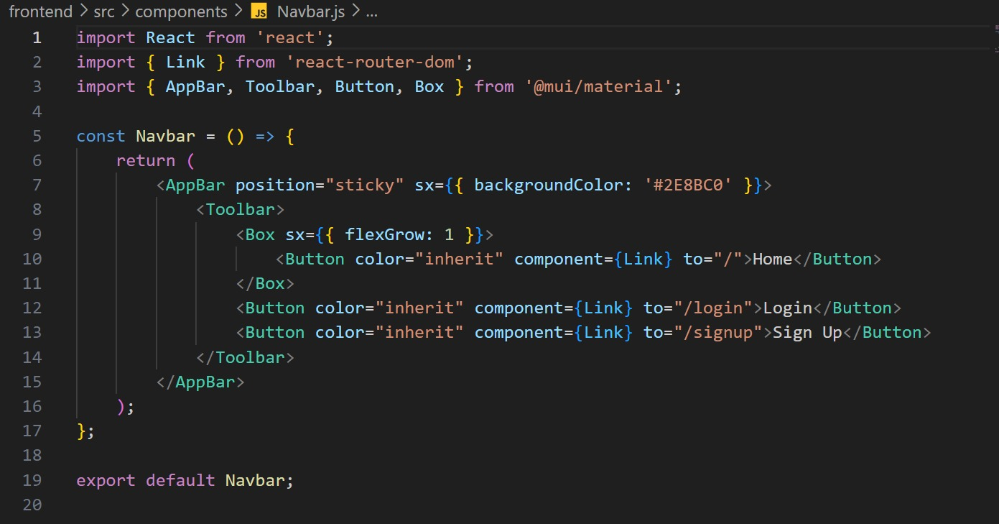 frontend > src > components > JS Navbar.js > ...
1 import React from 'react';
2 import { Link } from 'react-router-dom';
3 import { AppBar, Toolbar, Button, Box } from '@mui/material';
4
5 const Navbar = () => {
6     return (
7         <AppBar position="sticky" sx={{ backgroundColor: '#2E8BC0' }}>
8             <Toolbar>
9                 <Box sx={{ flexGrow: 1 }}>
10                     <Button color="inherit" component={Link} to="/">Home</Button>
11                 </Box>
12                 <Button color="inherit" component={Link} to="/login">Login</Button>
13                 <Button color="inherit" component={Link} to="/signup">Sign Up</Button>
14             </Toolbar>
15         </AppBar>
16     );
17 };
18
19 export default Navbar;
20